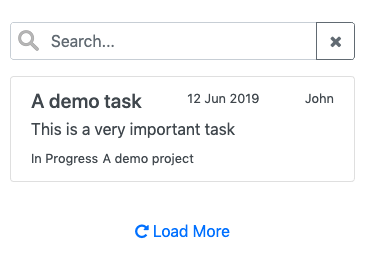 Search...
A demo task 12 Jun 2019 John
This is a very important task
In Progress A demo project
Load More